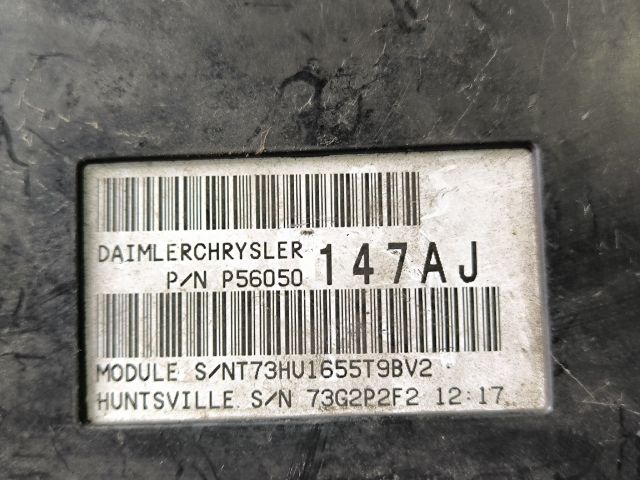 DAIMLERCHRYSLER
P/N P56050 147AJ
MODULE S/NT73HU1655T9BV2
HUNTSVILLE S/N 73G2P2F2 12:17